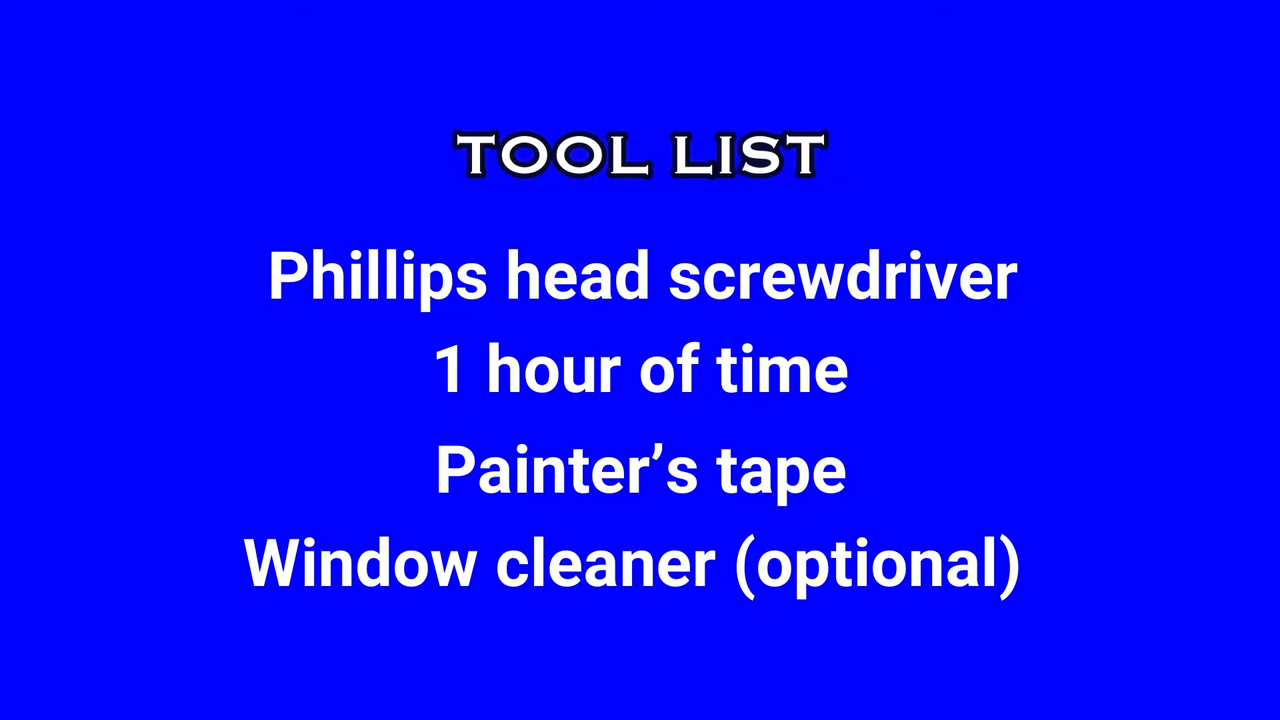 TOOL LIST
Phillips head screwdriver
1 hour of time
Painter’s tape
Window cleaner (optional)